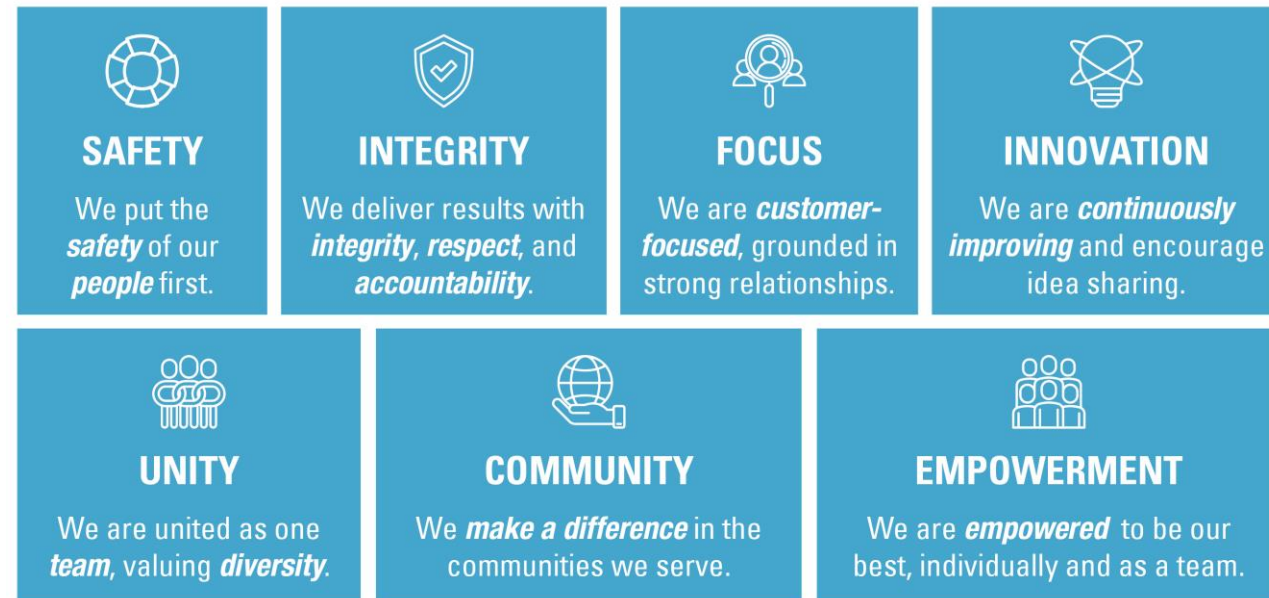 SAFETY
We put the
safety of our
people first.
INTEGRITY
We deliver results with
integrity, respect, and
accountability.
FOCUS
We are customer-
focused, grounded in
strong relationships.
INNOVATION
We are continuously
improving and encourage
idea sharing.
UNITY
We are united as one
team, valuing diversity.
COMMUNITY
We make a difference in the
communities we serve.
EMPOWERMENT
We are empowered to be our
best, individually and as a team.